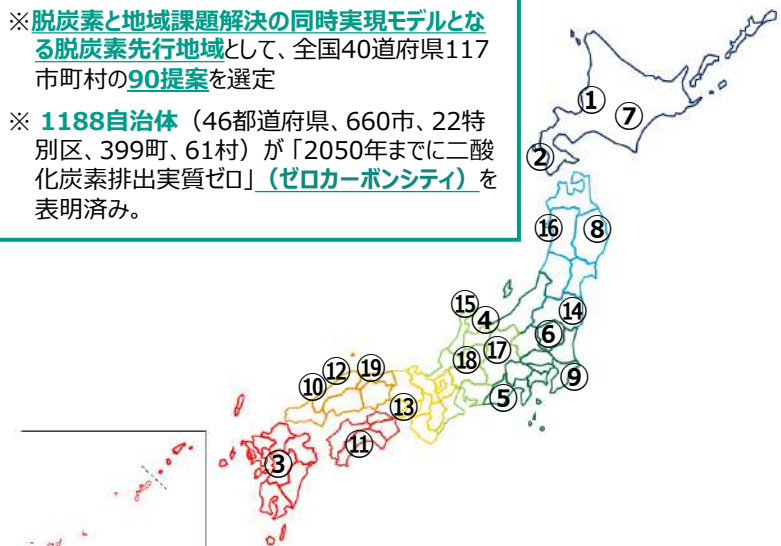 ※脱炭素と地域課題解決の同時実現モデルとな
る脱炭素先行地域として、全国40道府県117
市町村の90提案を選定
※ 1188自治体（46都道府県、660市、22特
別区、399町、61村）が「2050年までに二酸
化炭素排出実質ゼロ」（ゼロカーボンシティ）を
表明済み。
①
⑦
②
⑯
⑧
⑮
④
⑭
⑥
⑰
⑱
⑲
⑫
⑩
⑨
⑤
⑬
⑪
③